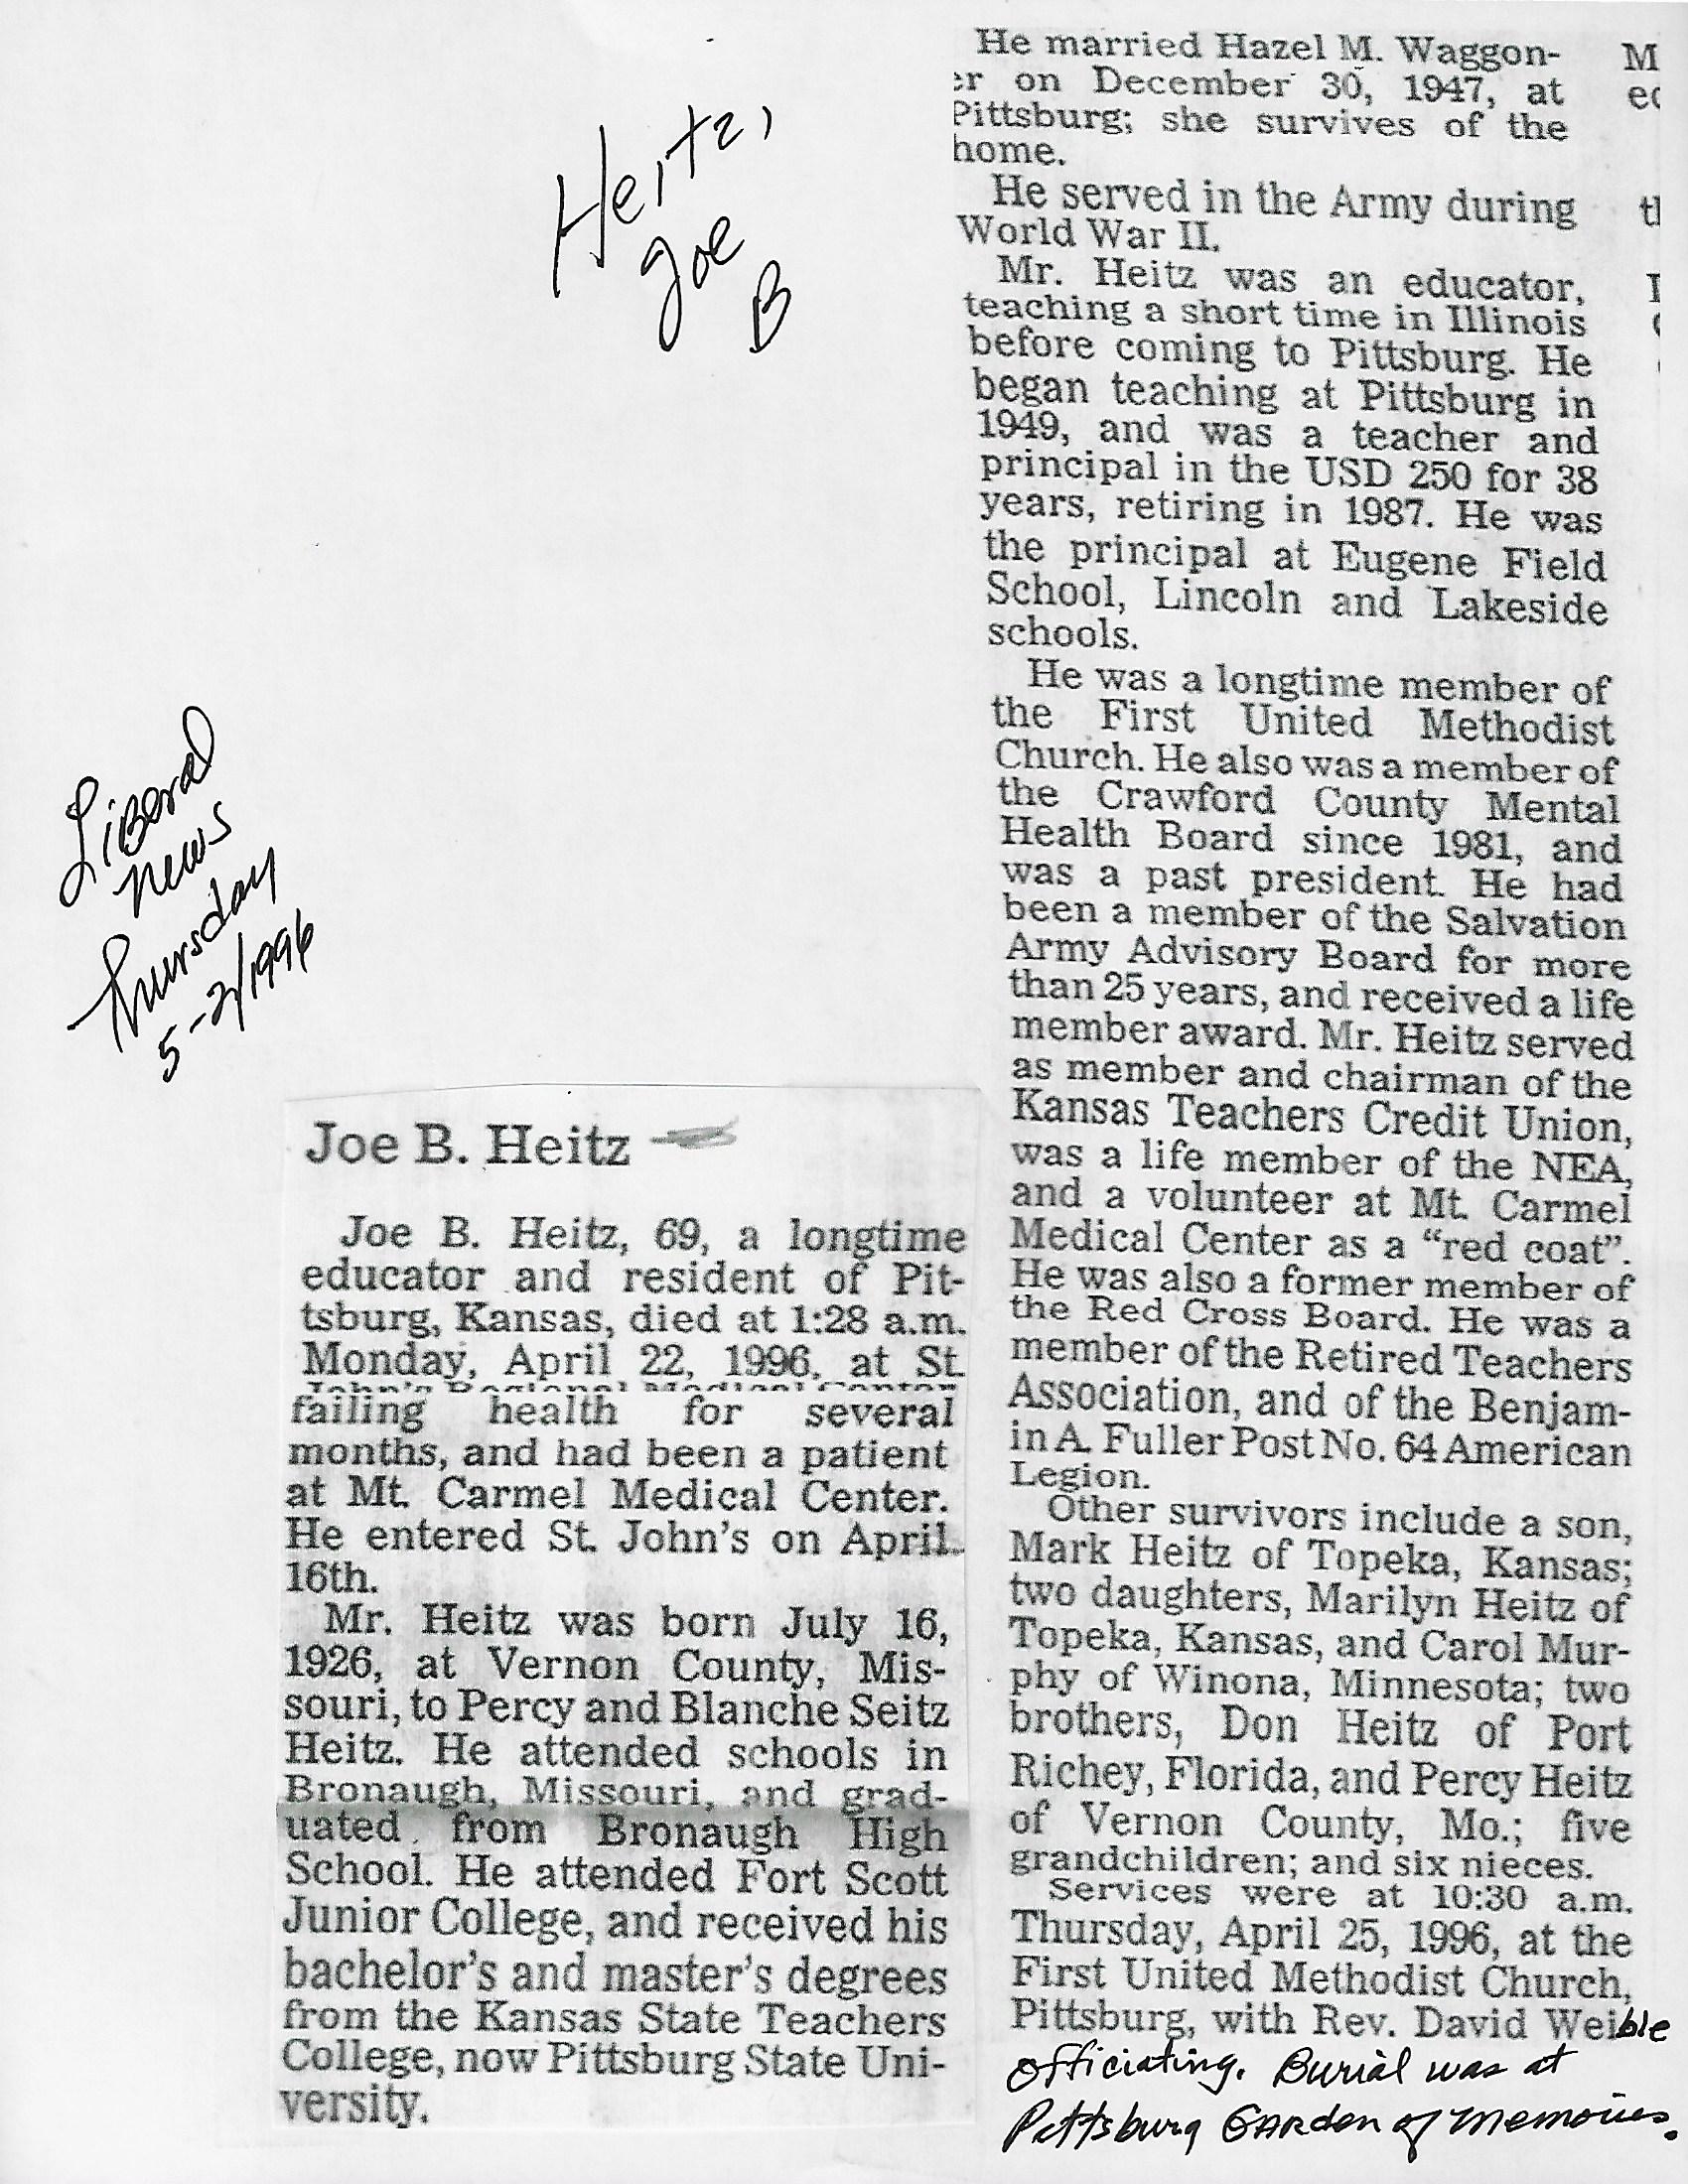 Heitz,
Joe
B
Liberal
News
Thursday
5-2/1996
Joe B. Heitz
Joe B. Heitz, 69, a longtime
educator and resident of Pit-
tsburg, Kansas, died at 1:28 a.m.
Monday, April 22, 1996, at St.
John's Regional Medical Center
failing health for several
months, and had been a patient
at Mt. Carmel Medical Center.
He entered St. John's on April
16th.
Mr. Heitz was born July 16,
1926, at Vernon County, Mis-
souri, to Percy and Blanche Seitz
Heitz. He attended schools in
Bronaugh, Missouri, and grad-
uated from Bronaugh High
School. He attended Fort Scott
Junior College, and received his
bachelor's and master's degrees
from the Kansas State Teachers
College, now Pittsburg State Uni-
versity.
He married Hazel M. Waggon-
er on December 30, 1947, at
Pittsburg; she survives of the
home.
He served in the Army during
World War II.
Mr. Heitz was an educator,
teaching a short time in Illinois
before coming to Pittsburg. He
began teaching at Pittsburg in
1949, and was a teacher and
principal in the USD 250 for 38
years, retiring in 1987. He was
the principal at Eugene Field
School, Lincoln and Lakeside
schools.
He was a longtime member of
the First United Methodist
Church. He also was a member of
the Crawford County Mental
Health Board since 1981, and
was a past president. He had
been a member of the Salvation
Army Advisory Board for more
than 25 years, and received a life
member award. Mr. Heitz served
as member and chairman of the
Kansas Teachers Credit Union,
was a life member of the NEA,
and a volunteer at Mt. Carmel
Medical Center as a "red coat".
He was also a former member of
the Red Cross Board. He was a
member of the Retired Teachers
Association, and of the Benjam-
in A. Fuller Post No. 64 American
Legion.
Other survivors include a son,
Mark Heitz of Topeka, Kansas;
two daughters, Marilyn Heitz of
Topeka, Kansas, and Carol Mur-
phy of Winona, Minnesota; two
brothers, Don Heitz of Port
Richey, Florida, and Percy Heitz
of Vernon County, Mo.; five
grandchildren; and six nieces.
Services were at 10:30 a.m.
Thursday, April 25, 1996, at the
First United Methodist Church,
Pittsburg, with Rev. David Weible
officiating. Burial was at
Pittsburg Garden of Memories.